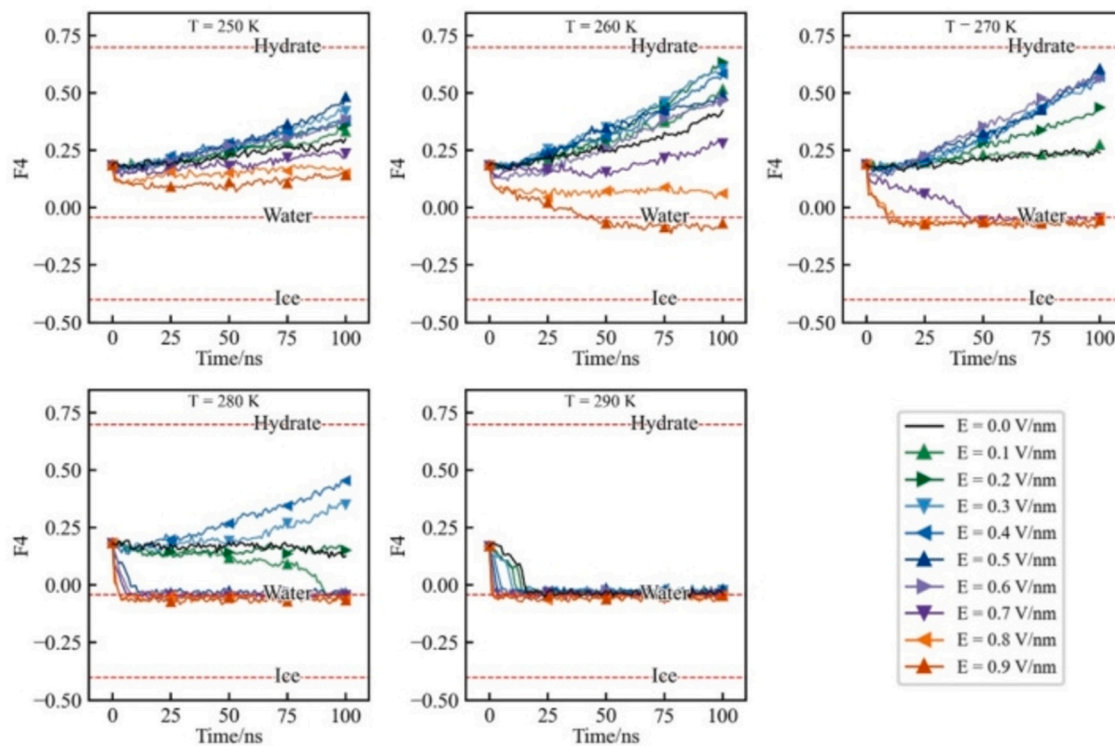 T = 250 K
0.75
Hydrate
0.50
0.25
F4
0.00
Water
−0.25
Ice
−0.50
0 25 50 75 100
Time/ns
T = 260 K
0.75
Hydrate
0.50
0.25
F4
0.00
Water
−0.25
Ice
−0.50
0 25 50 75 100
Time/ns
T − 270 K
0.75
Hydrate
0.50
0.25
F4
0.00
Water
−0.25
Ice
−0.50
0 25 50 75 100
Time/ns
T = 280 K
0.75
Hydrate
0.50
0.25
F4
0.00
Water
−0.25
Ice
−0.50
0 25 50 75 100
Time/ns
T = 290 K
0.75
Hydrate
0.50
0.25
F4
0.00
Water
−0.25
Ice
−0.50
0 25 50 75 100
Time/ns
E = 0.0 V/nm
E = 0.1 V/nm
E = 0.2 V/nm
E = 0.3 V/nm
E = 0.4 V/nm
E = 0.5 V/nm
E = 0.6 V/nm
E = 0.7 V/nm
E = 0.8 V/nm
E = 0.9 V/nm